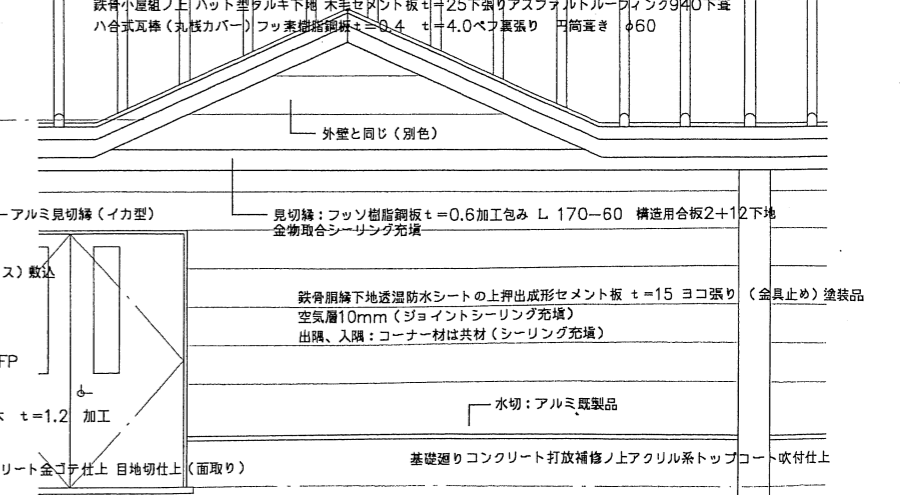 鉄骨小屋組ノ上 ハット型タルキ下地 木毛セメント板t=25下張りアスファルトルーフィング940下葺
ハ合式瓦棒(丸桟カバー)フッ素樹脂鋼板t=0.4 t=4.0ペフ裏張り 円筒葺き φ60
外壁と同じ(別色)
アルミ見切縁(イカ型)
見切縁:フッソ樹脂鋼板t=0.6加工包み L 170-60 構造用合板2+12下地
金物取合シーリング充填
ス)敷込
鉄骨胴縁下地透湿防水シートの上押出成形セメント板 t=15 ヨコ張り (金具止め)塗装品
空気層10mm(ジョイントシーリング充填)
出隅、入隅:コーナー材は共材(シーリング充填)
FP
水切:アルミ既製品
t=1.2 加工
基礎廻りコンクリート打放補修ノ上アクリル系トップコート吹付仕上
リート金ゴテ仕上 目地切仕上(面取り)